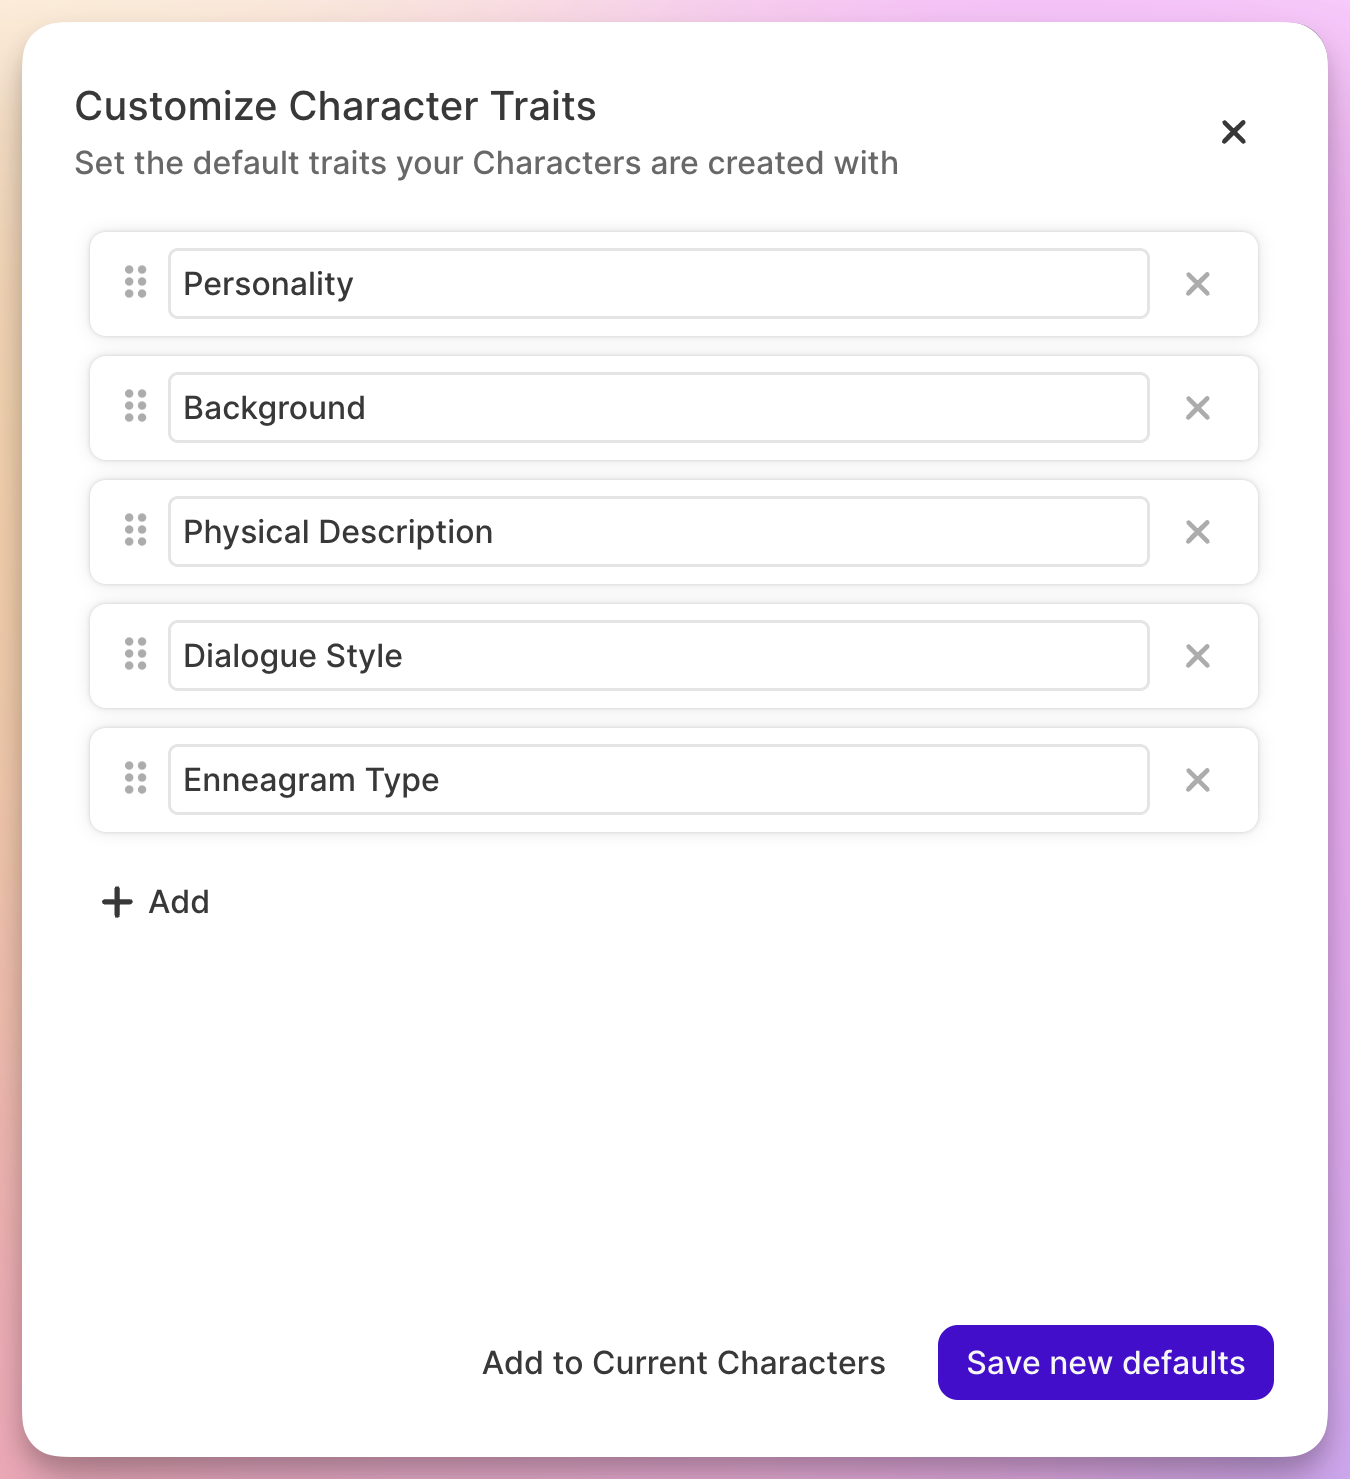 Customize Character Traits
Set the default traits your Characters are created with
Personality
Background
Physical Description
Dialogue Style
Enneagram Type
Add
Add to Current Characters
Save new defaults